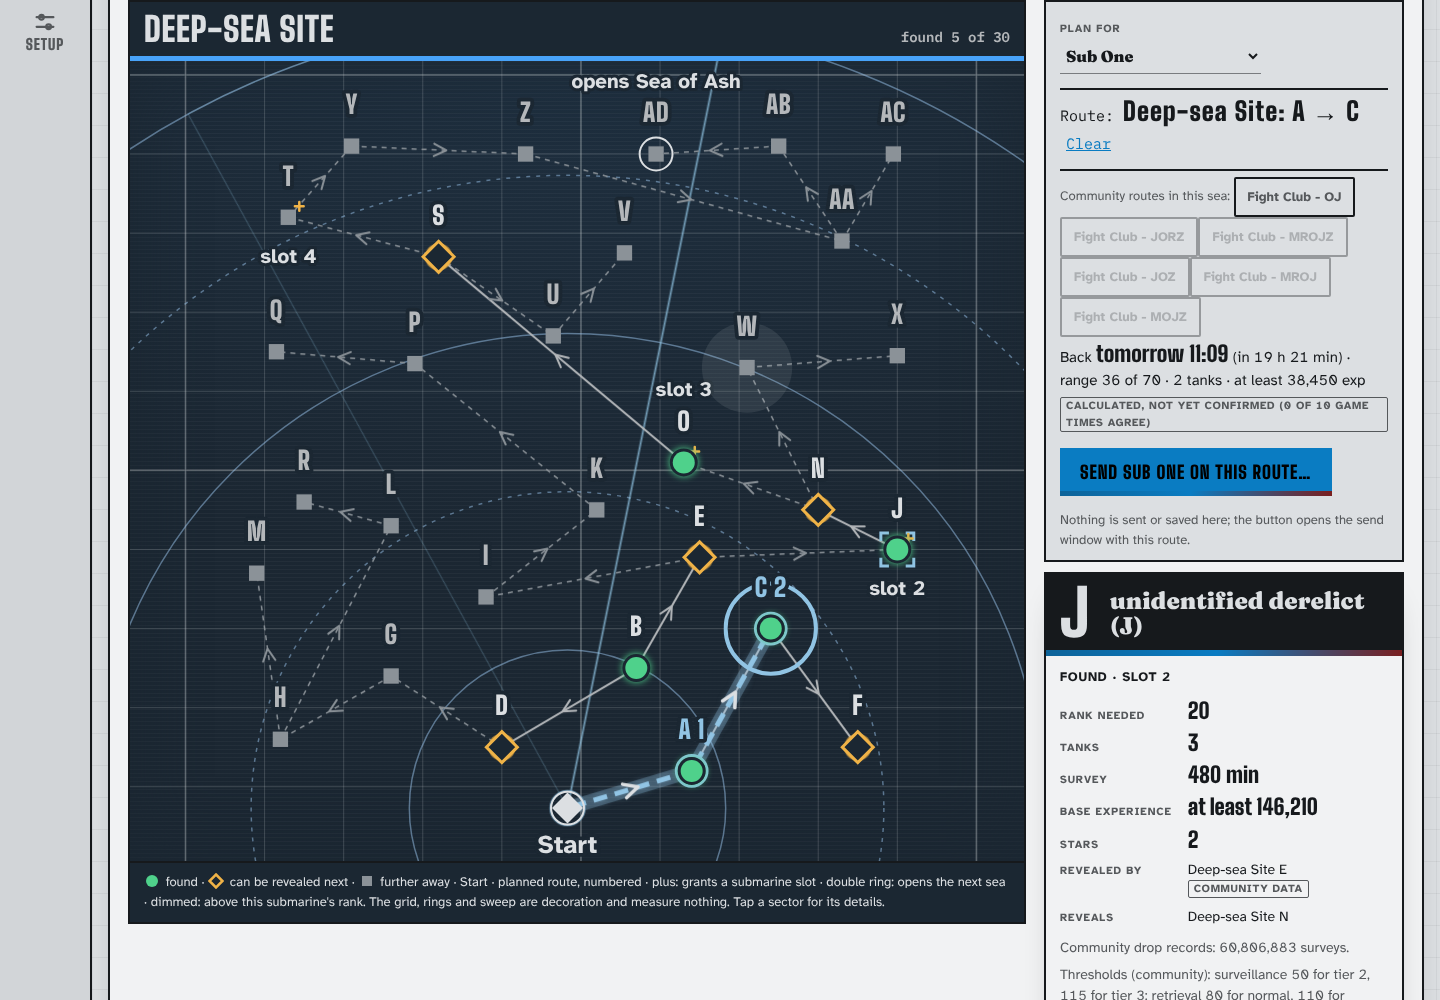 SETUP
DEEP-SEA SITE
found 5 of 30
opens Sea of Ash
Y
Z
AD
AB
AC
T
S
V
AA
slot 4
Q
P
U
W
X
slot 3
O
R
L
K
N
J
M
I
E
slot 2
C 2
B
G
H
D
A 1
F
Start
found · can be revealed next · further away · Start · planned route, numbered · plus: grants a submarine slot · double ring: opens the next sea
· dimmed: above this submarine's rank. The grid, rings and sweep are decoration and measure nothing. Tap a sector for its details.
PLAN FOR
Sub One
Route: Deep-sea Site: A → C
Clear
Community routes in this sea: Fight Club - OJ
Fight Club - JORZ Fight Club - MROJZ
Fight Club - JOZ Fight Club - MROJ
Fight Club - MOJZ
Back tomorrow 11:09 (in 19 h 21 min) ·
range 36 of 70 · 2 tanks · at least 38,450 exp
CALCULATED, NOT YET CONFIRMED (0 OF 10 GAME
TIMES AGREE)
SEND SUB ONE ON THIS ROUTE...
Nothing is sent or saved here; the button opens the send
window with this route.
J unidentified derelict
(J)
FOUND · SLOT 2
RANK NEEDED 20
TANKS 3
SURVEY 480 min
BASE EXPERIENCE at least 146,210
STARS 2
REVEALED BY Deep-sea Site E
COMMUNITY DATA
REVEALS Deep-sea Site N
Community drop records: 60,806,883 surveys.
Thresholds (community): surveillance 50 for tier 2,
115 for tier 3; retrieval 80 for normal, 110 for